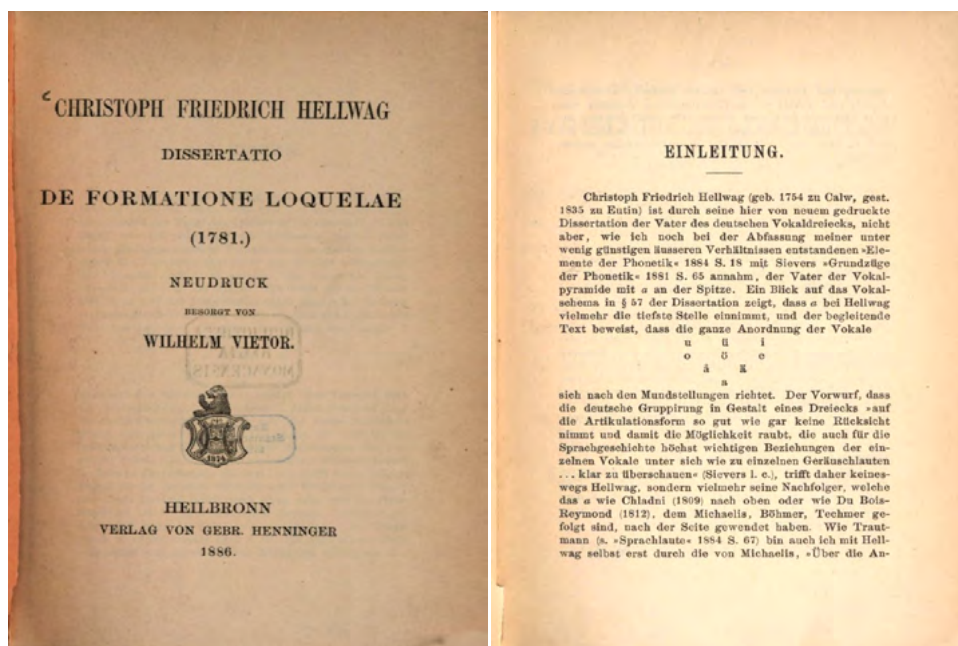 CHRISTOPH FRIEDRICH HELLWAG
DISSERTATIO
DE FORMATIONE LOQUELAE
(1781.)
NEUDRUCK
BESORGT VON
WILHELM VIETOR.
HEILBRONN
VERLAG VON GEBR. HENNINGER
1886.
EINLEITUNG.
Christoph Friedrich Hellwag (geb. 1754 zu Calw, gest.
1835 zu Eutin) ist durch seine hier von neuem gedruckte
Dissertation der Vater des deutschen Vokaldreiecks, nicht
aber, wie ich noch bei der Abfassung meiner unter
wenig günstigen äusseren Verhältnissen entstandenen »Ele-
mente der Phonetik« 1884 S. 18 mit Sievers »Grundzüge
der Phonetik« 1881 S. 65 annahm, der Vater der Vokal-
pyramide mit a an der Spitze. Ein Blick auf das Vokal-
schema in § 57 der Dissertation zeigt, dass a bei Hellwag
vielmehr die tiefste Stelle einnimmt, und der begleitende
Text beweist, dass die ganze Anordnung der Vokale
u ü i
o ö e
å ä
a
sich nach den Mundstellungen richtet. Der Vorwurf, dass
die deutsche Gruppirung in Gestalt eines Dreiecks »auf
die Artikulationsform so gut wie gar keine Rücksicht
nimmt und damit die Möglichkeit raubt, die auch für die
Sprachgeschichte höchst wichtigen Beziehungen der ein-
zelnen Vokale unter sich wie zu einzelnen Geräuschlauten
... klar zu überschauen« (Sievers l. c.), trifft daher keines-
wegs Hellwag, sondern vielmehr seine Nachfolger, welche
das a wie Chladni (1809) nach oben oder wie Du Bois-
Reymond (1812), dem Michaelis, Böhmer, Techmer ge-
folgt sind, nach der Seite gewendet haben. Wie Traut-
mann (s. »Sprachlaute« 1884 S. 67) bin auch ich mit Hell-
wag selbst erst durch die von Michaelis, »Über die An-